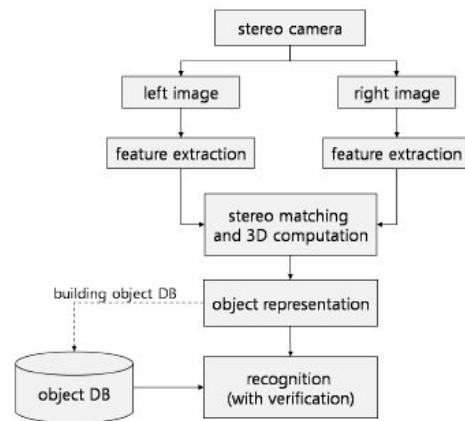 stereo camera
left image
right image
feature extraction
feature extraction
stereo matching
and 3D computation
building object DB
object representation
object DB
recognition
(with verification)